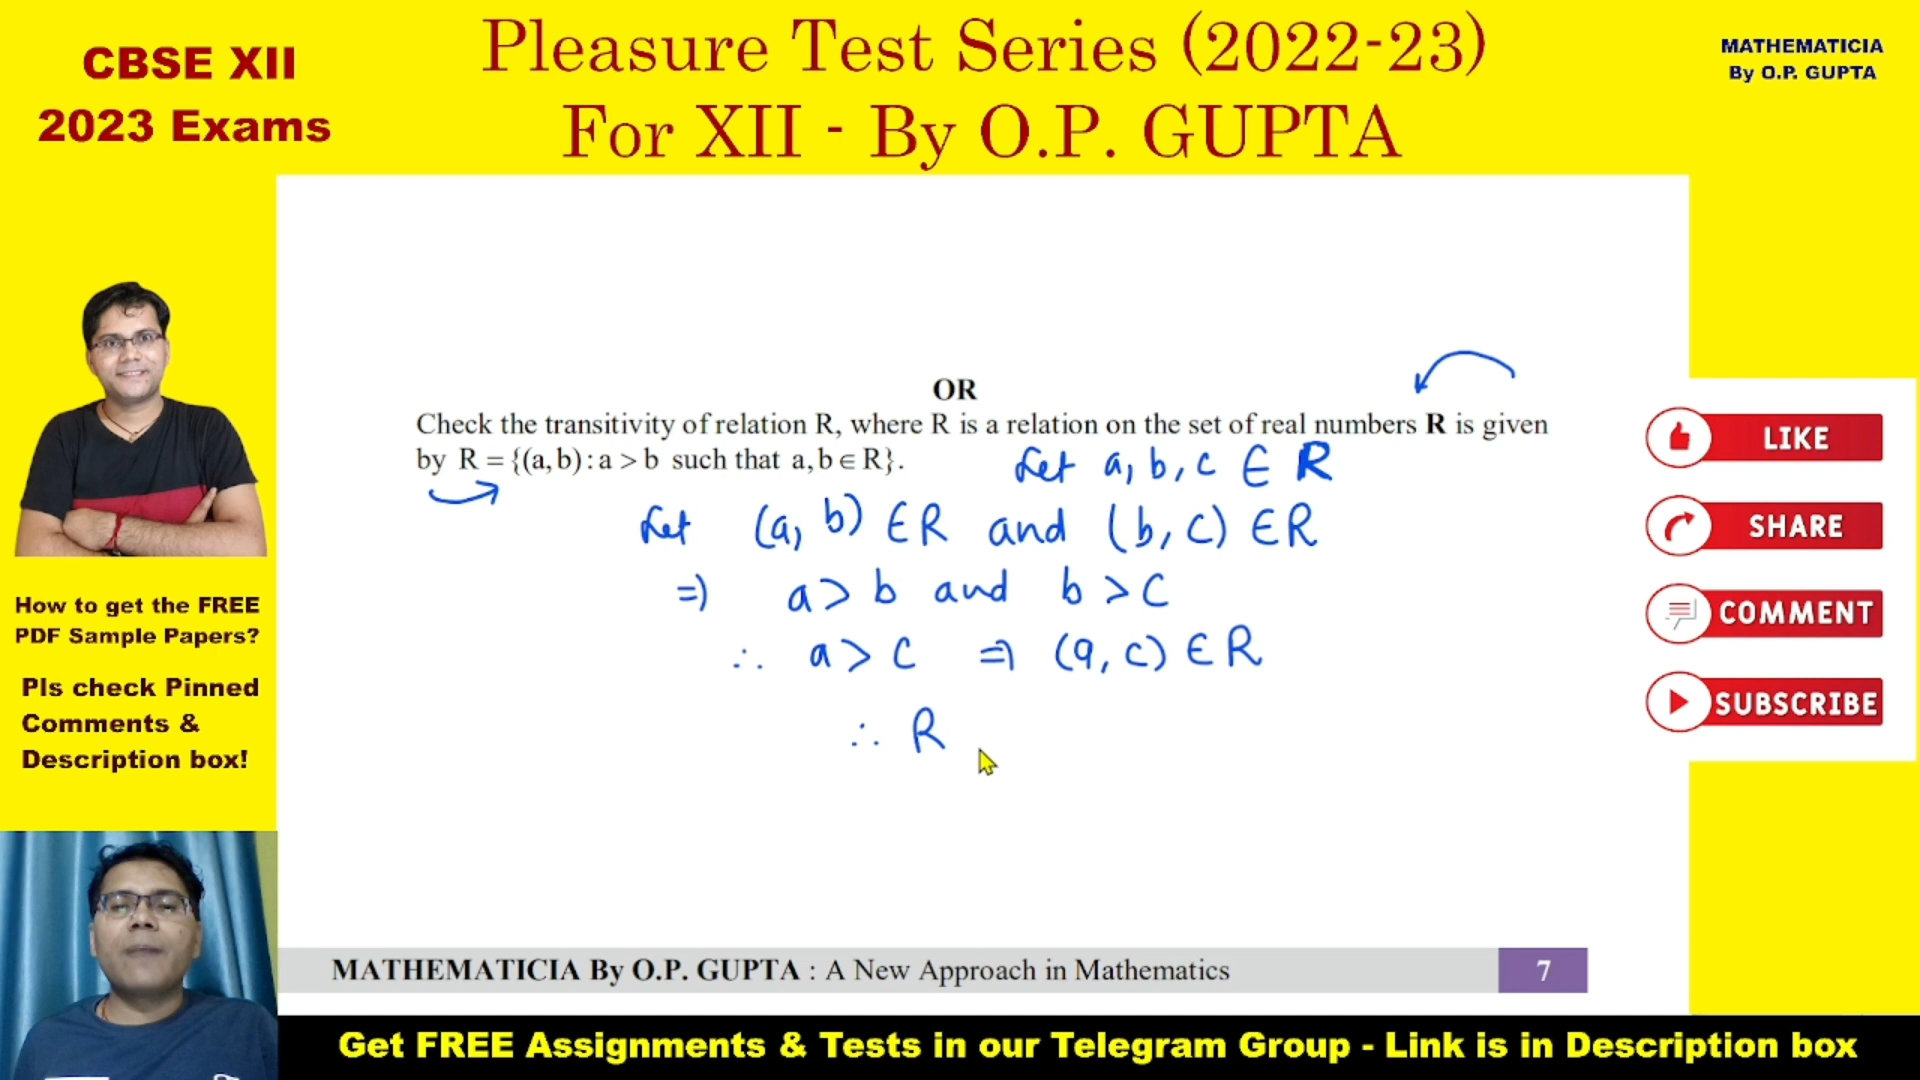 CBSE XII
2023 Exams
Pleasure Test Series (2022-23)
For XII - By O.P. GUPTA
MATHEMATICIA
By O.P. GUPTA
OR
Check the transitivity of relation R, where R is a relation on the set of real numbers R is given
by R = {(a, b) : a > b such that a, b ∈ R}.
Let a, b, c ∈ R
Let (a, b) ∈ R and (b, c) ∈ R
⇒ a > b and b > c
∴ a > c ⇒ (a, c) ∈ R
∴ R
How to get the FREE
PDF Sample Papers?
Pls check Pinned
Comments &
Description box!
LIKE
SHARE
COMMENT
SUBSCRIBE
MATHEMATICIA By O.P. GUPTA : A New Approach in Mathematics
7
Get FREE Assignments & Tests in our Telegram Group - Link is in Description box